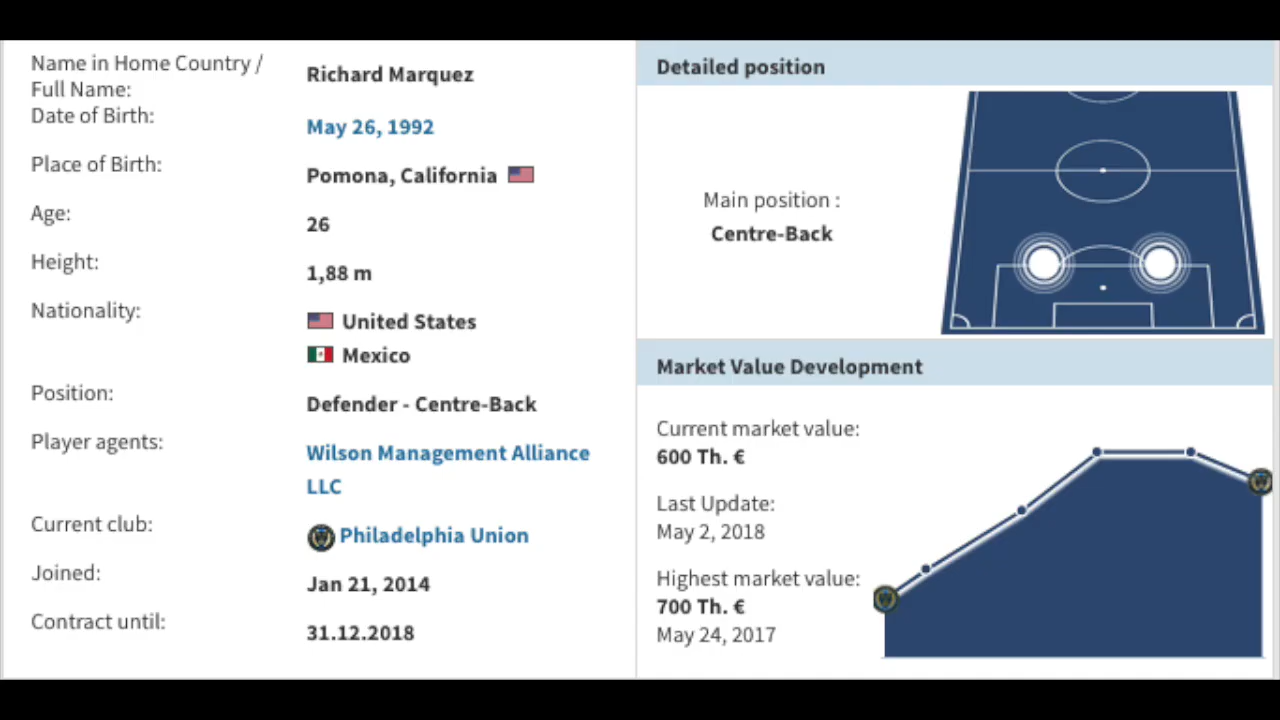 Name in Home Country /
Full Name:
Richard Marquez
Date of Birth:
May 26, 1992
Place of Birth:
Pomona, California
Age:
26
Height:
1,88 m
Nationality:
United States
Mexico
Position:
Defender - Centre-Back
Player agents:
Wilson Management Alliance
LLC
Current club:
Philadelphia Union
Joined:
Jan 21, 2014
Contract until:
31.12.2018
Detailed position
Main position :
Centre-Back
Market Value Development
Current market value:
600 Th. €
Last Update:
May 2, 2018
Highest market value:
700 Th. €
May 24, 2017